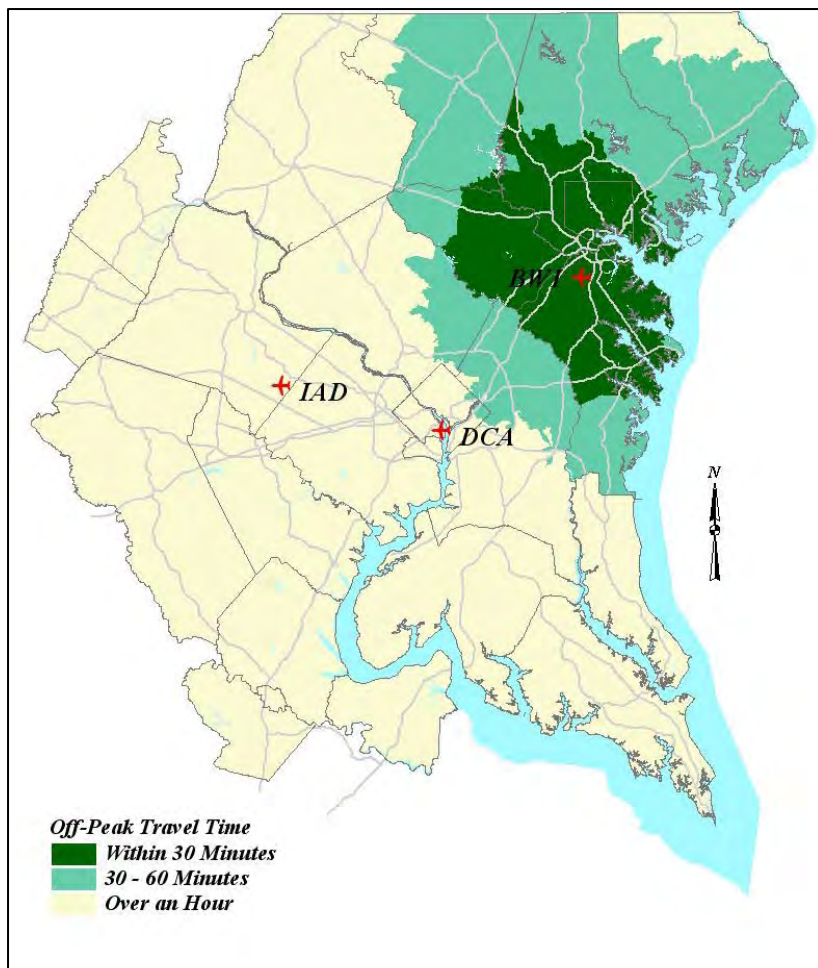 BWI
IAD
DCA
N
Off-Peak Travel Time
Within 30 Minutes
30 - 60 Minutes
Over an Hour